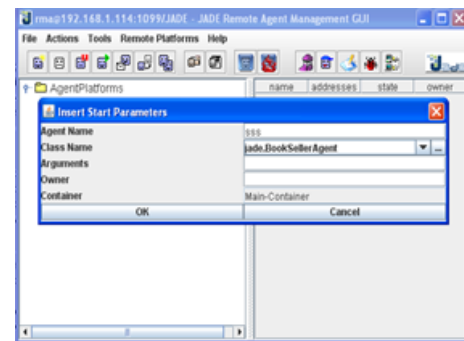 rma@192.168.1.114:1099/JADE - JADE Remote Agent Management GUI
File Actions Tools Remote Platforms Help
AgentPlatforms
name addresses state owner
Insert Start Parameters
Agent Name sss
Class Name jade.BookSellerAgent
Arguments
Owner
Container Main-Container
OK Cancel